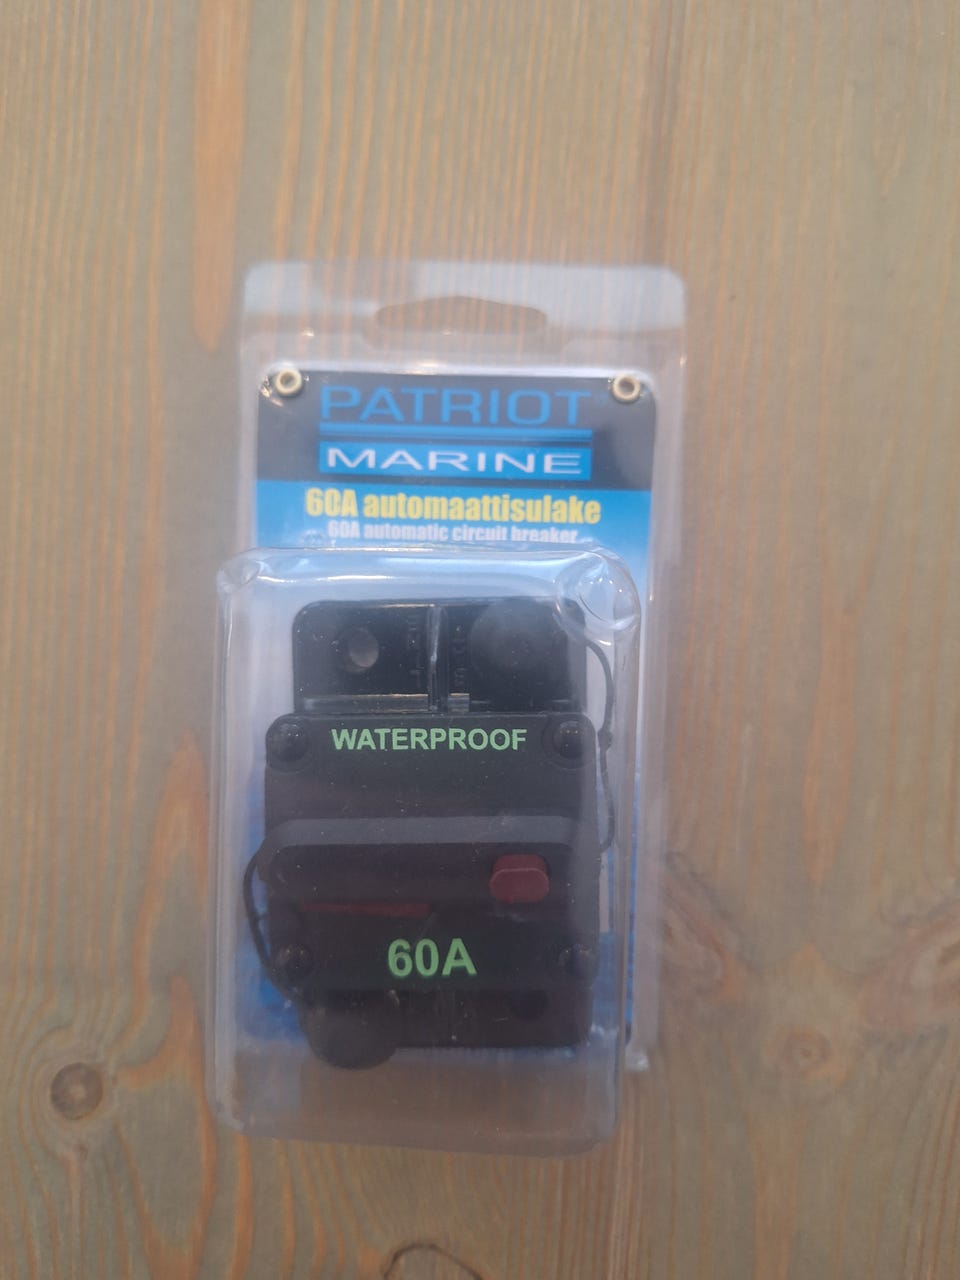 PATRIOT
MARINE
60A automaattisulake
60A automatic circuit breaker
WATERPROOF
60A